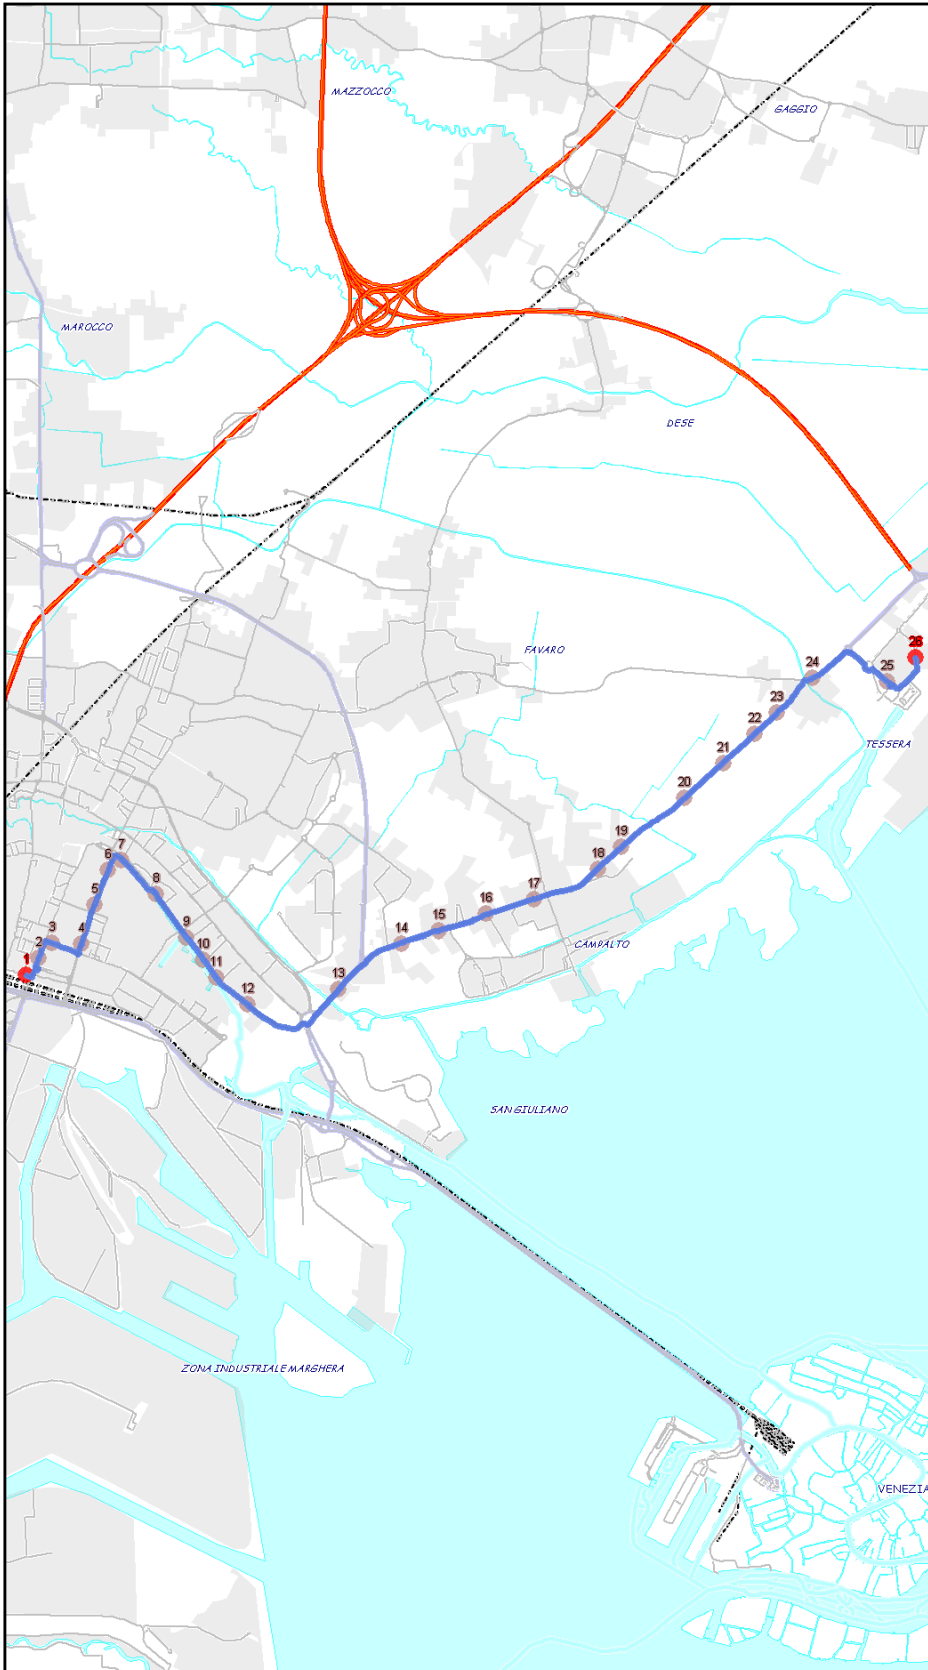 MAZZOCCO
GAGGIO
MAROCCO
DESE
FAVARO
24
26
25
23
22
TESSERA
21
20
19
18
17
16
15
14
13
CAMPALTO
7
6
8
5
9
10
11
12
4
3
2
1
SAN GIULIANO
ZONA INDUSTRIALE MARGHERA
VENEZIA